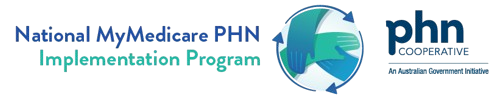 National MyMedicare PHN
Implementation Program
phn
COOPERATIVE
An Australian Government Initiative